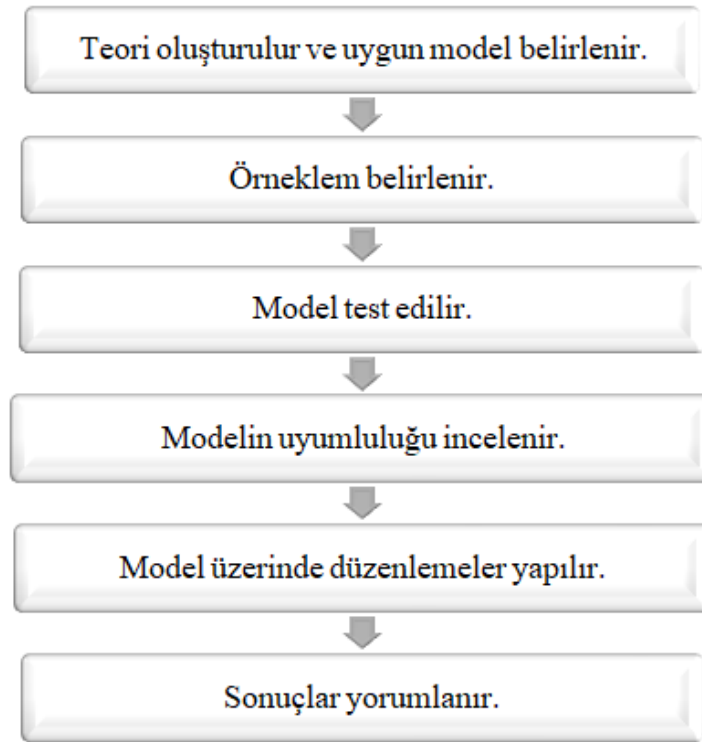 Teori oluşturulur ve uygun model belirlenir.
Örneklem belirlenir.
Model test edilir.
Modelin uyumluluğu incelenir.
Model üzerinde düzenlemeler yapılır.
Sonuçlar yorumlanır.